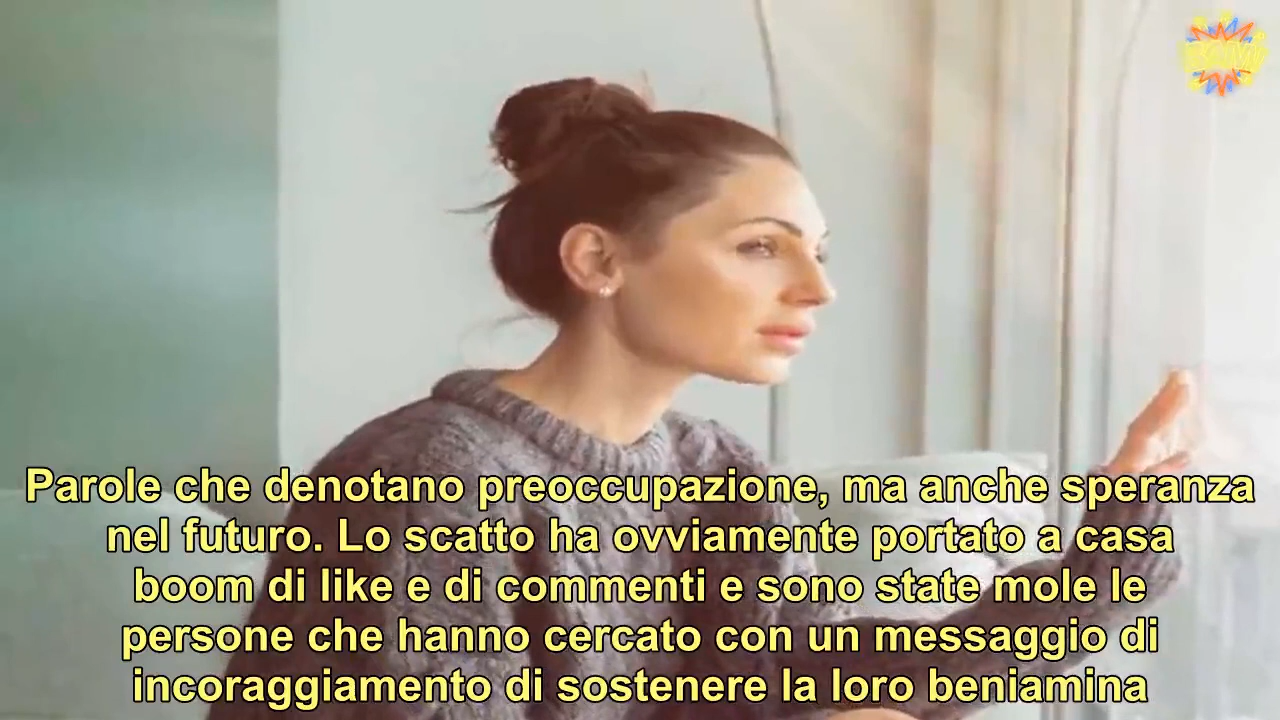 Parole che denotano preoccupazione, ma anche speranza
nel futuro. Lo scatto ha ovviamente portato a casa
boom di like e di commenti e sono state mole le
persone che hanno cercato con un messaggio di
incoraggiamento di sostenere la loro beniamina